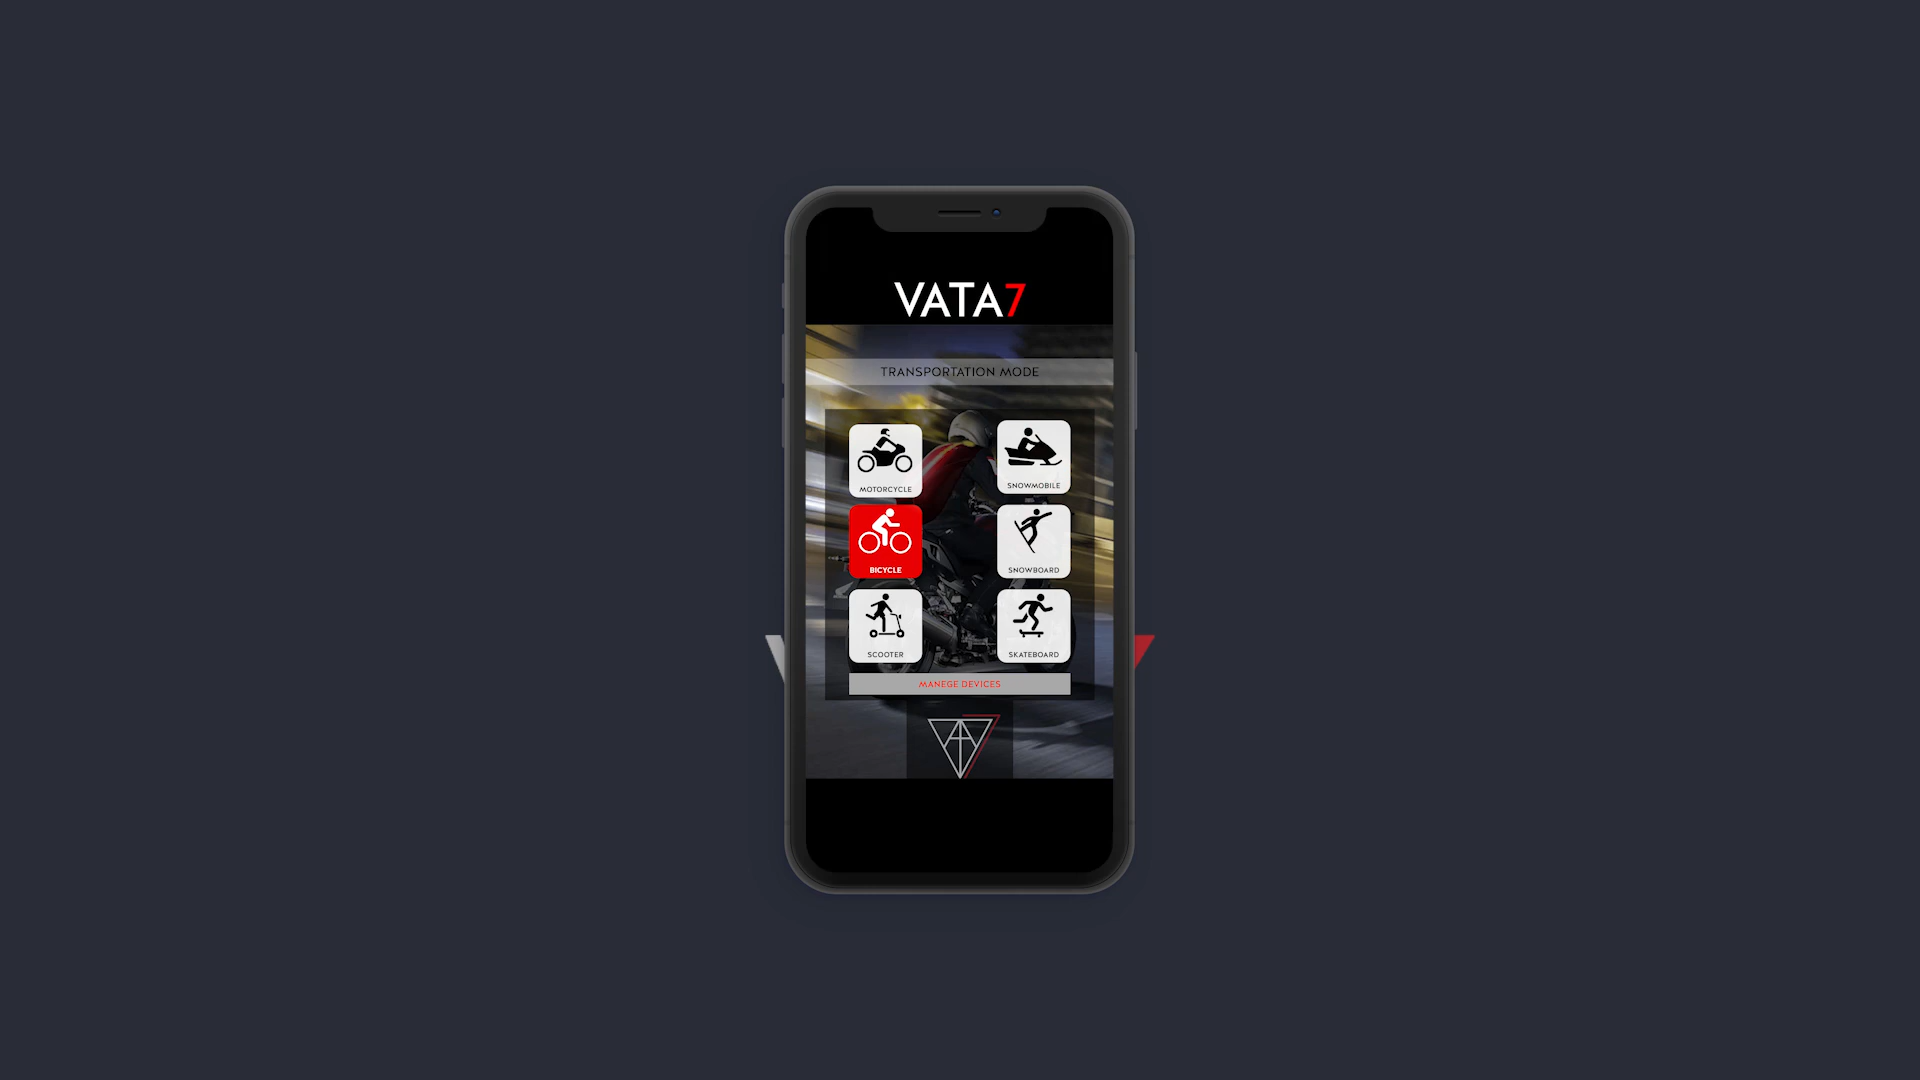 VATA7
TRANSPORTATION MODE
MOTORCYCLE
SNOWMOBILE
BICYCLE
SNOWBOARD
SCOOTER
SKATEBOARD
MANEGE DEVICES